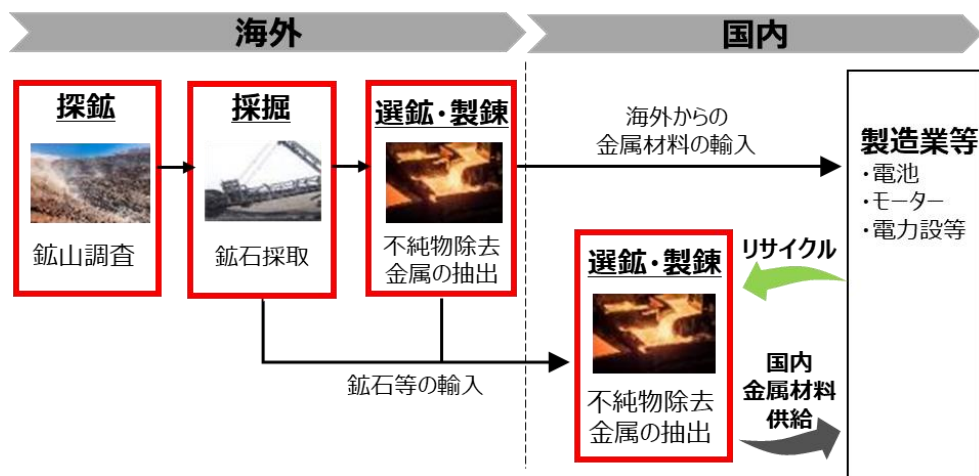 海外
国内
探鉱
鉱山調査
採掘
鉱石採取
選鉱・製錬
不純物除去
金属の抽出
海外からの
金属材料の輸入
鉱石等の輸入
選鉱・製錬
不純物除去
金属の抽出
リサイクル
国内
金属材料
供給
製造業等
・電池
・モーター
・電力設等